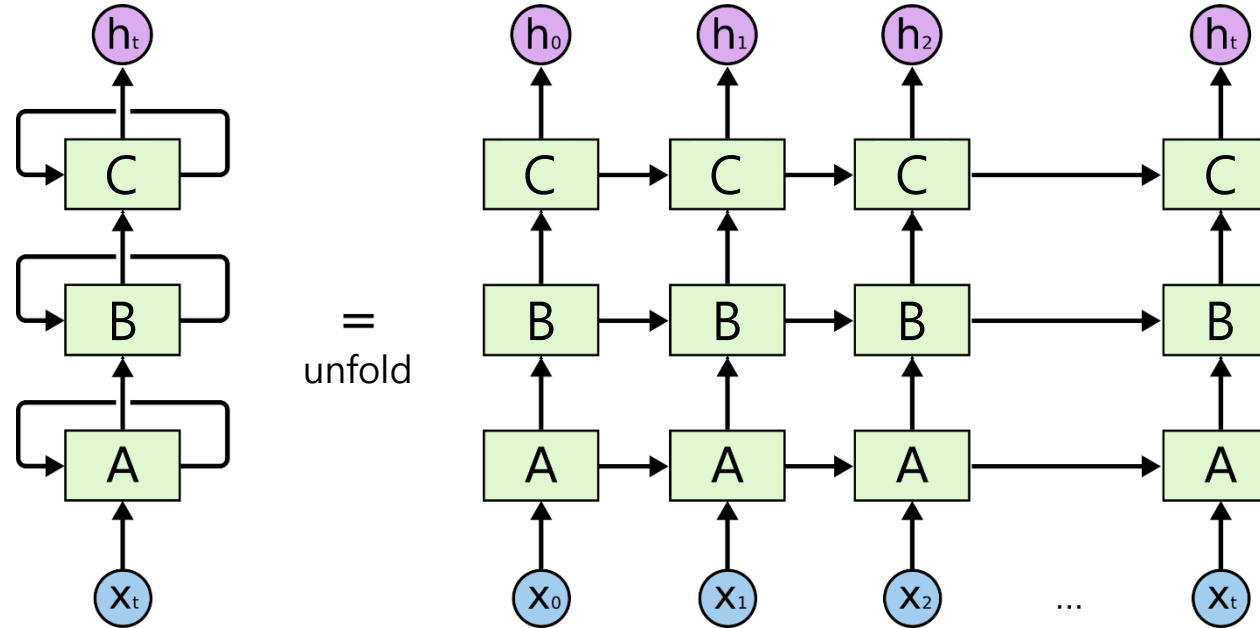 hₜ h₀ h₁ h₂ hₜ
C C C C C
B = B B B B
unfold
A A A A A
xₜ x₀ x₁ x₂ ... xₜ